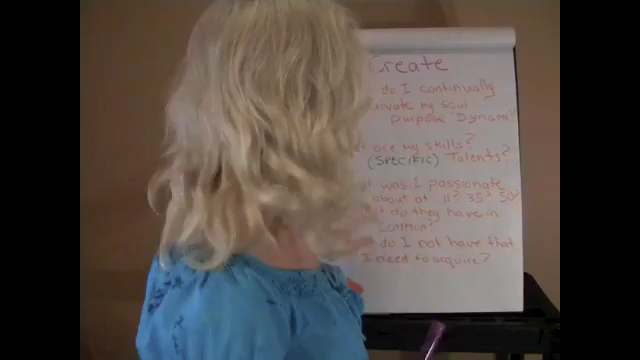 Create
do I continually
my Soul
purpose "Dynamo?
are my skills?
(SPECIFIC) Talents?
was I passionate
about at 11? 35? 50?
do they have in
COMMON?
do I not have that
I need to acquire?